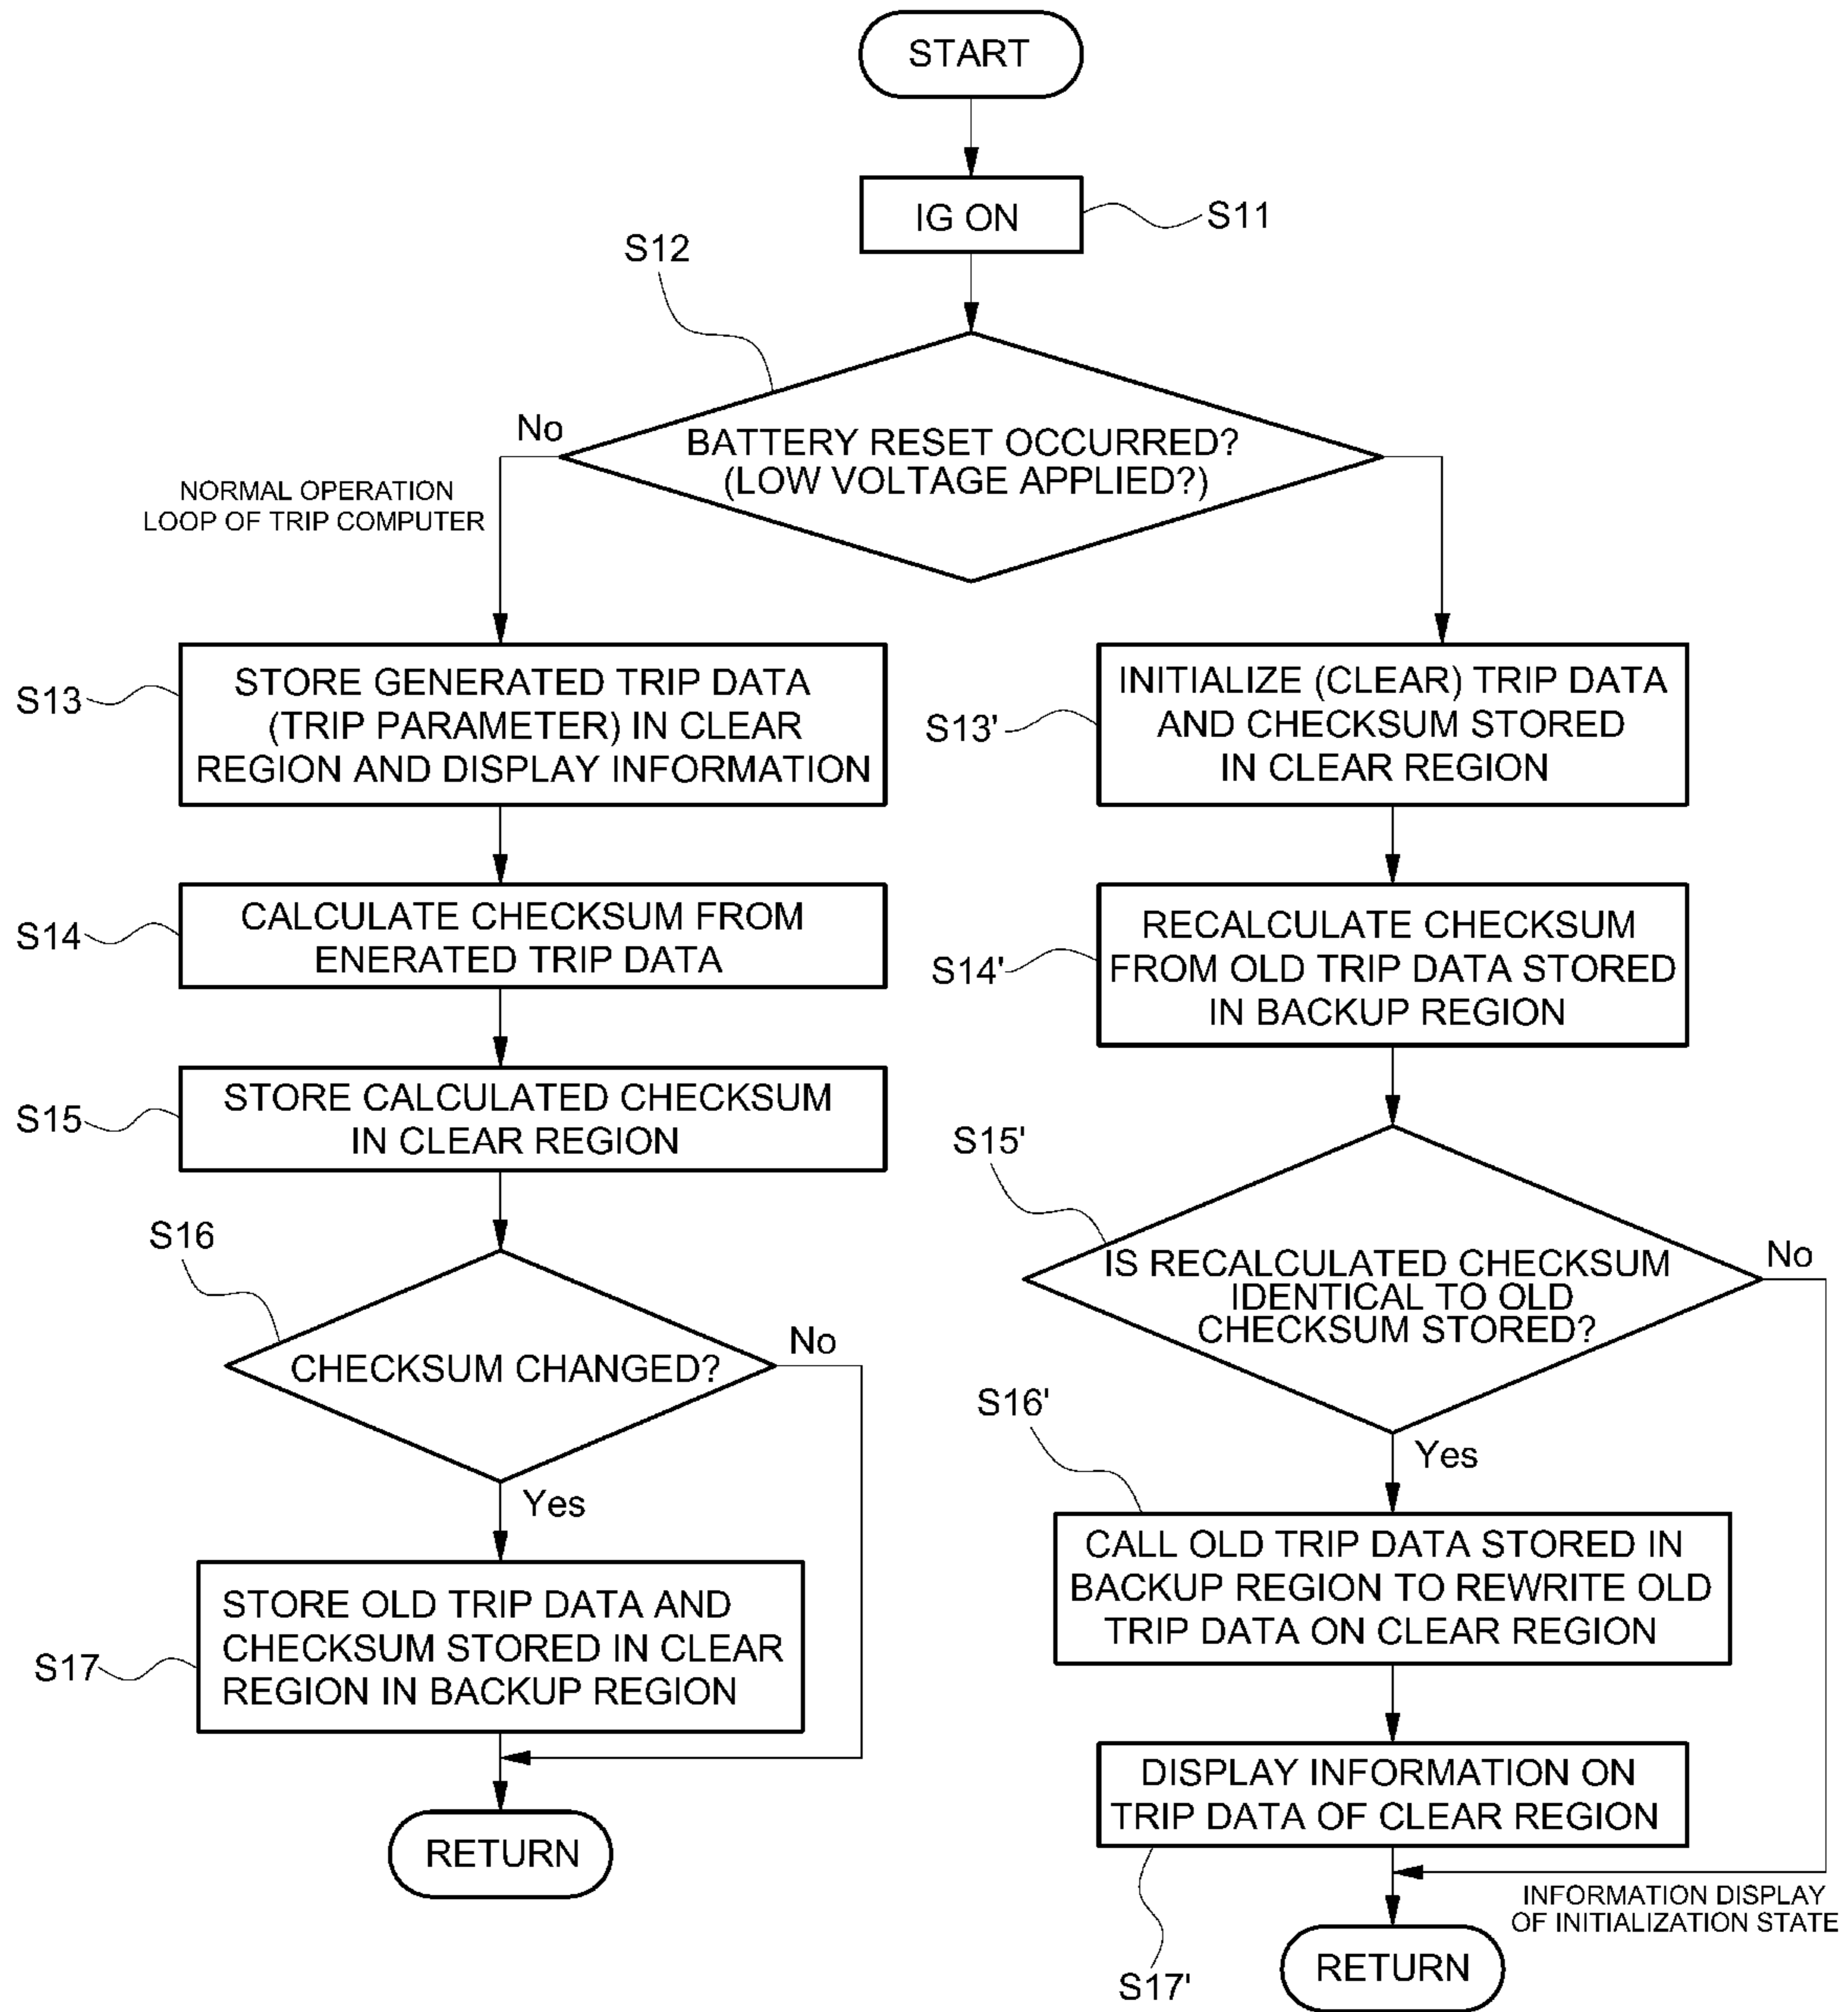 START
IG ON
S11
S12
No
BATTERY RESET OCCURRED?
(LOW VOLTAGE APPLIED?)
NORMAL OPERATION
LOOP OF TRIP COMPUTER
S13
STORE GENERATED TRIP DATA
(TRIP PARAMETER) IN CLEAR
REGION AND DISPLAY INFORMATION
S13'
INITIALIZE (CLEAR) TRIP DATA
AND CHECKSUM STORED
IN CLEAR REGION
S14
CALCULATE CHECKSUM FROM
ENERATED TRIP DATA
S14'
RECALCULATE CHECKSUM
FROM OLD TRIP DATA STORED
IN BACKUP REGION
S15
STORE CALCULATED CHECKSUM
IN CLEAR REGION
S15'
IS RECALCULATED CHECKSUM
IDENTICAL TO OLD
CHECKSUM STORED?
No
S16
CHECKSUM CHANGED?
No
Yes
S16'
Yes
CALL OLD TRIP DATA STORED IN
BACKUP REGION TO REWRITE OLD
TRIP DATA ON CLEAR REGION
S17
STORE OLD TRIP DATA AND
CHECKSUM STORED IN CLEAR
REGION IN BACKUP REGION
DISPLAY INFORMATION ON
TRIP DATA OF CLEAR REGION
RETURN
INFORMATION DISPLAY
OF INITIALIZATION STATE
S17'
RETURN